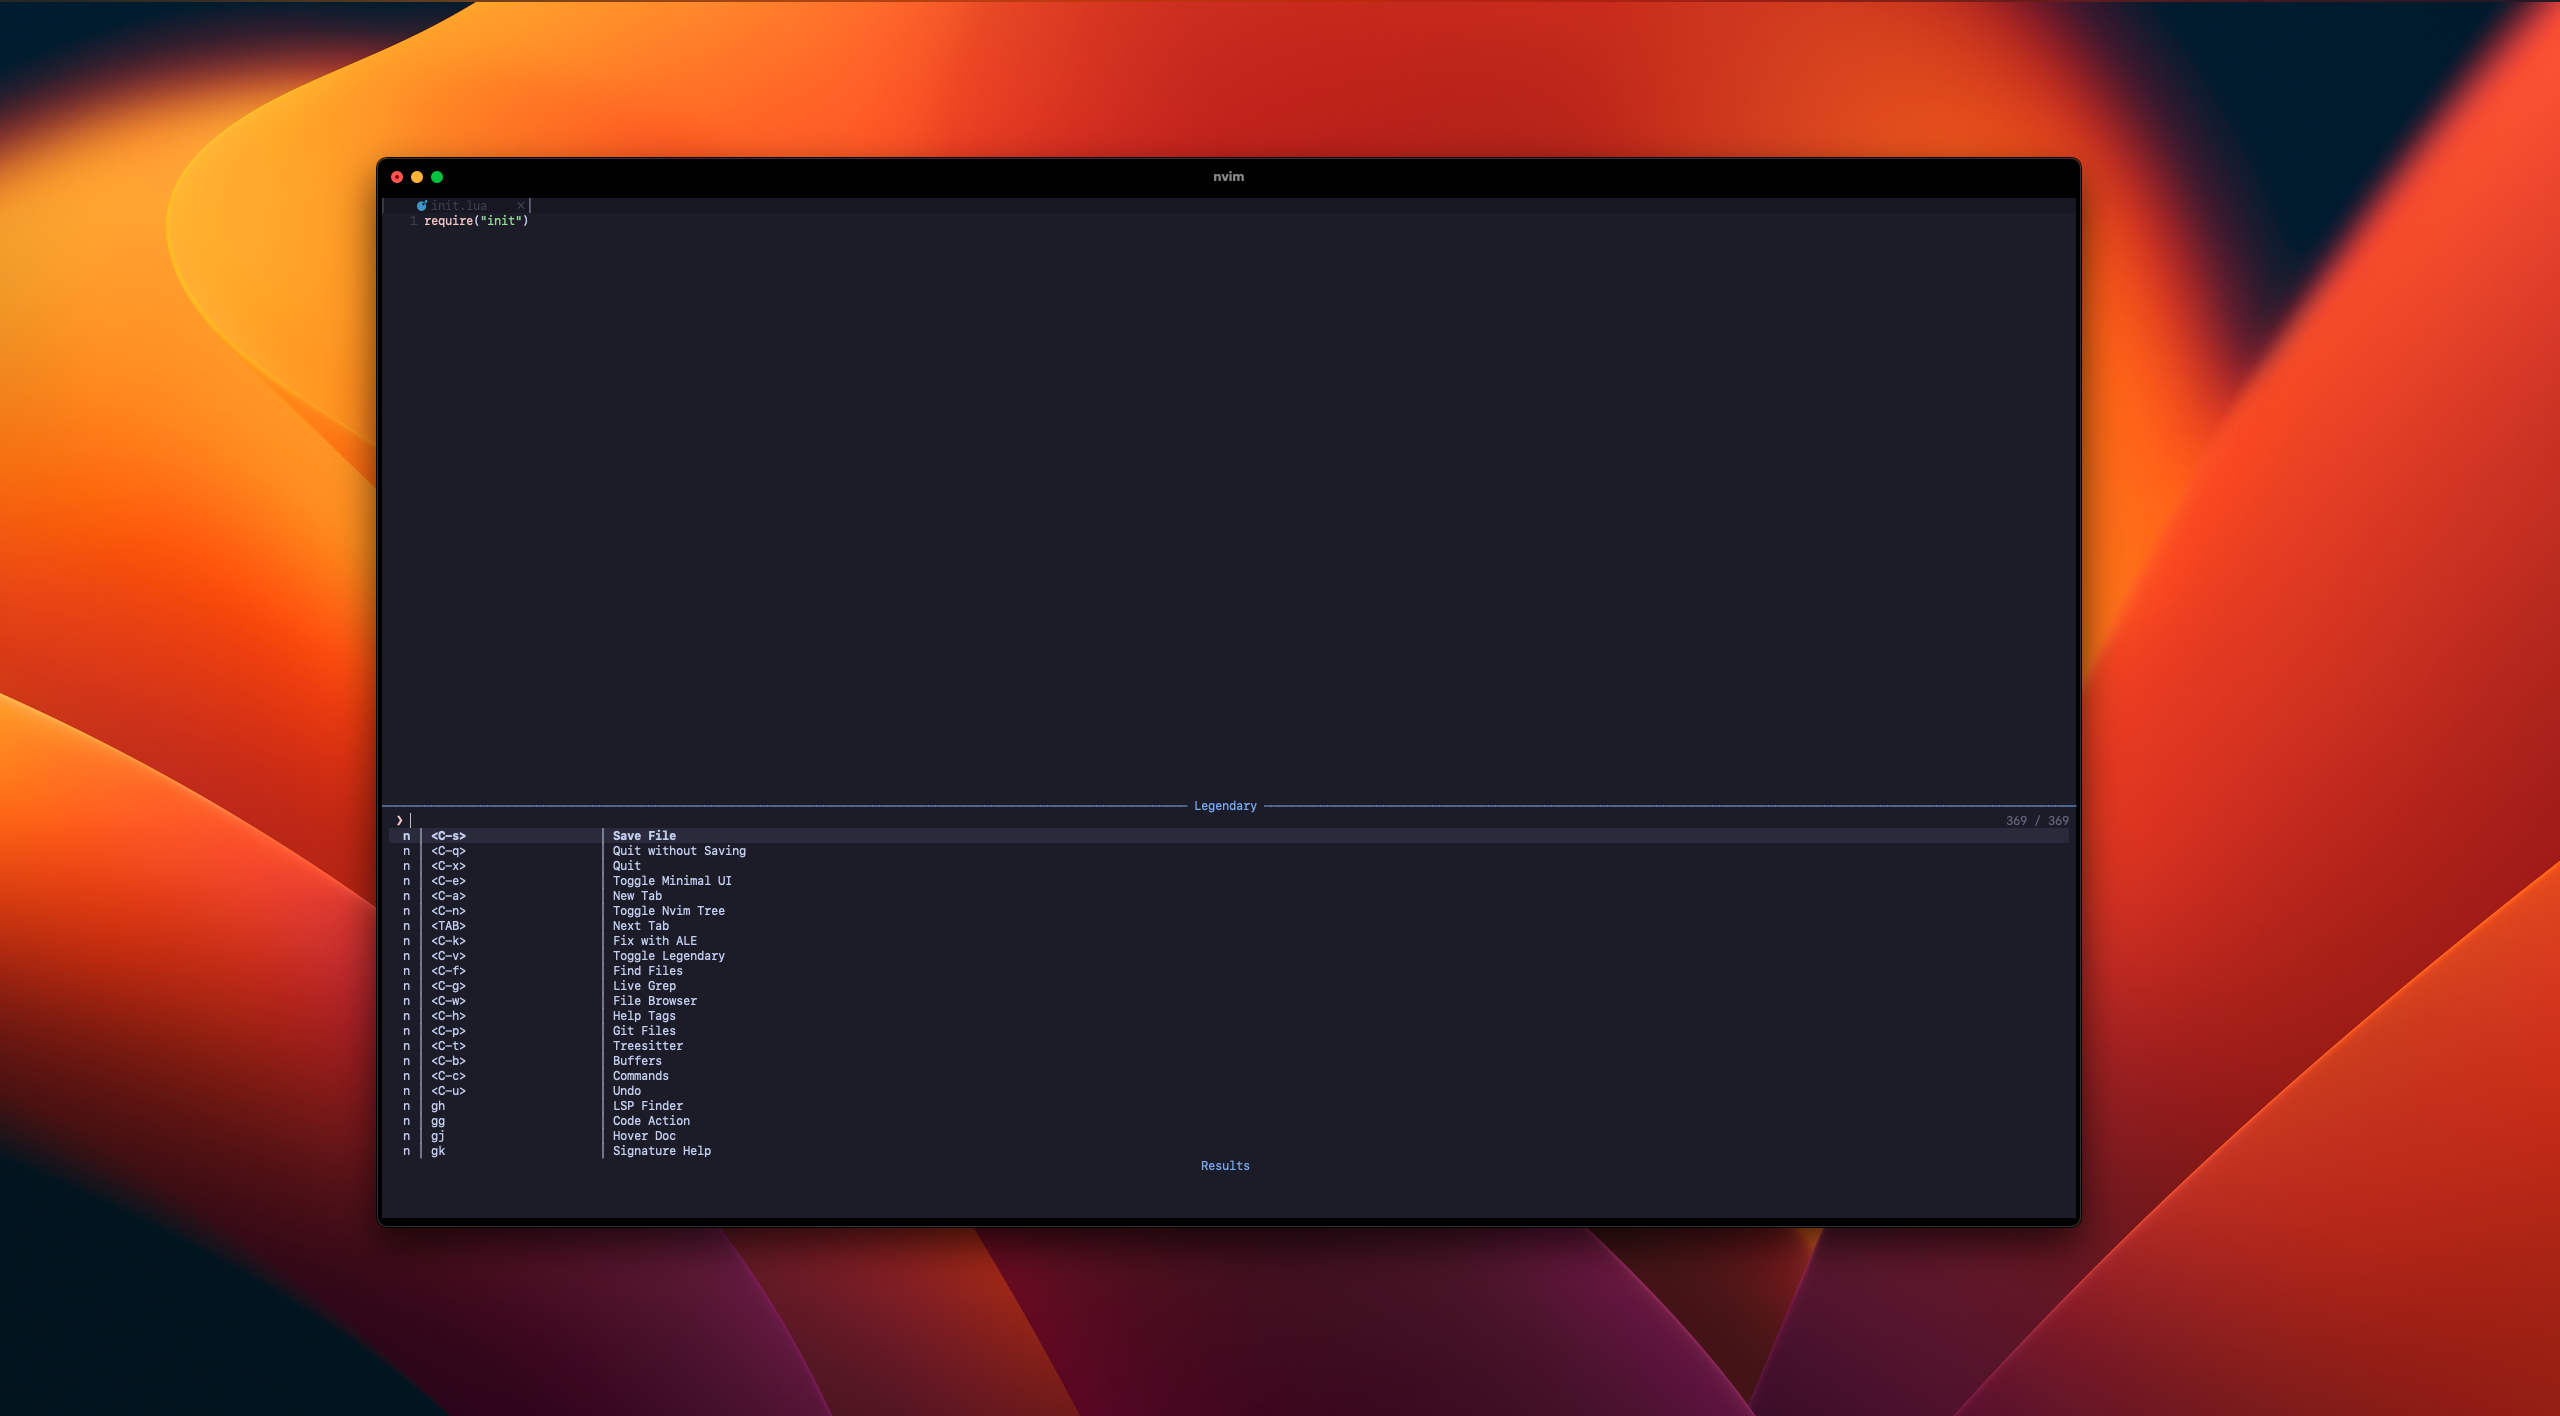 nvim
init.lua ×
1 require("init")
Legendary
❯ 369 / 369
n │ <C-s> │ Save File
n │ <C-q> │ Quit without Saving
n │ <C-x> │ Quit
n │ <C-e> │ Toggle Minimal UI
n │ <C-a> │ New Tab
n │ <C-n> │ Toggle Nvim Tree
n │ <TAB> │ Next Tab
n │ <C-k> │ Fix with ALE
n │ <C-v> │ Toggle Legendary
n │ <C-f> │ Find Files
n │ <C-g> │ Live Grep
n │ <C-w> │ File Browser
n │ <C-h> │ Help Tags
n │ <C-p> │ Git Files
n │ <C-t> │ Treesitter
n │ <C-b> │ Buffers
n │ <C-c> │ Commands
n │ <C-u> │ Undo
n │ gh │ LSP Finder
n │ gg │ Code Action
n │ gj │ Hover Doc
n │ gk │ Signature Help
Results